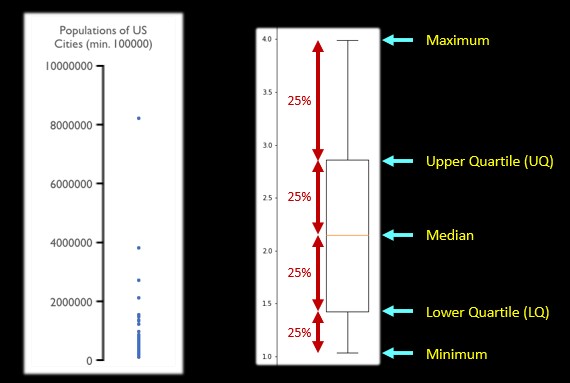 Populations of US
Cities (min. 100000)
10000000
8000000
6000000
4000000
2000000
0
4.0
3.5
3.0
2.5
2.0
1.5
1.0
25%
25%
25%
25%
Maximum
Upper Quartile (UQ)
Median
Lower Quartile (LQ)
Minimum